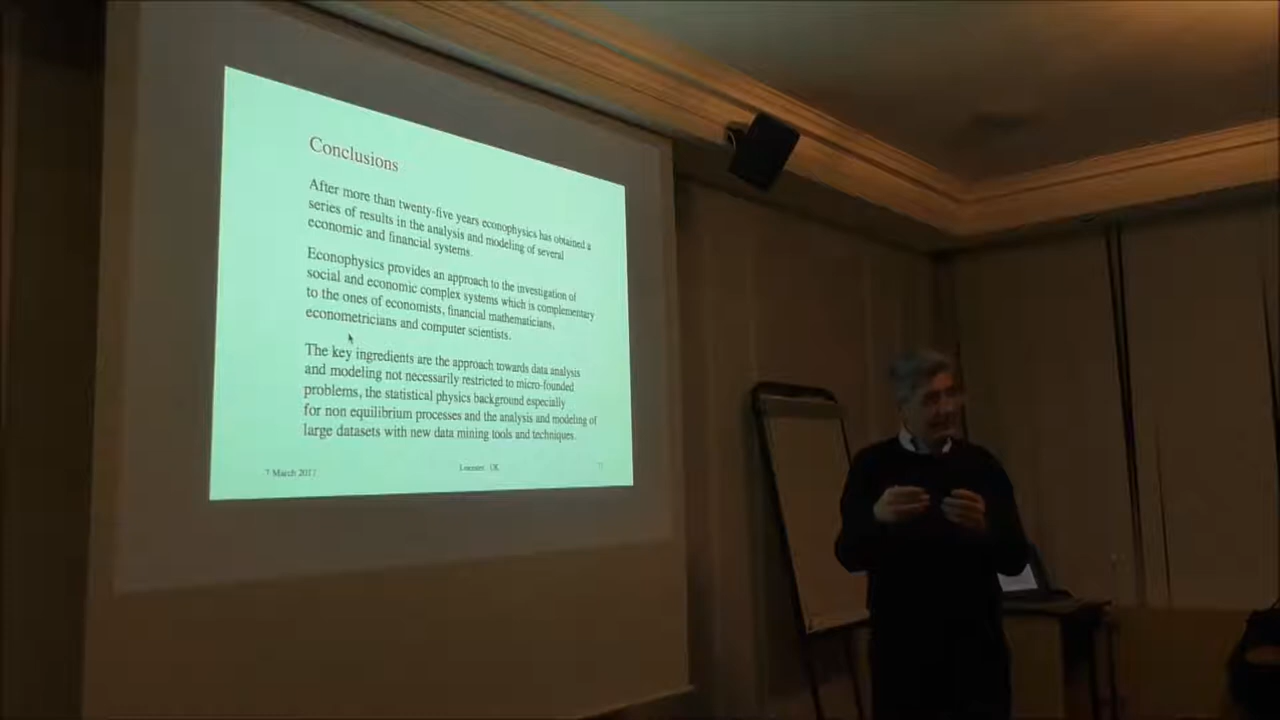 Conclusions
After more than twenty-five years econophysics has obtained a
series of results in the analysis and modeling of several
economic and financial systems.
Econophysics provides an approach to the investigation of
social and economic complex systems which is complementary
to the ones of economists, financial mathematicians,
econometricians and computer scientists.
The key ingredients are the approach towards data analysis
and modeling not necessarily restricted to micro-founded
problems, the statistical physics background especially
for non equilibrium processes and the analysis and modeling of
large datasets with new data mining tools and techniques.
7 March 2017
UK